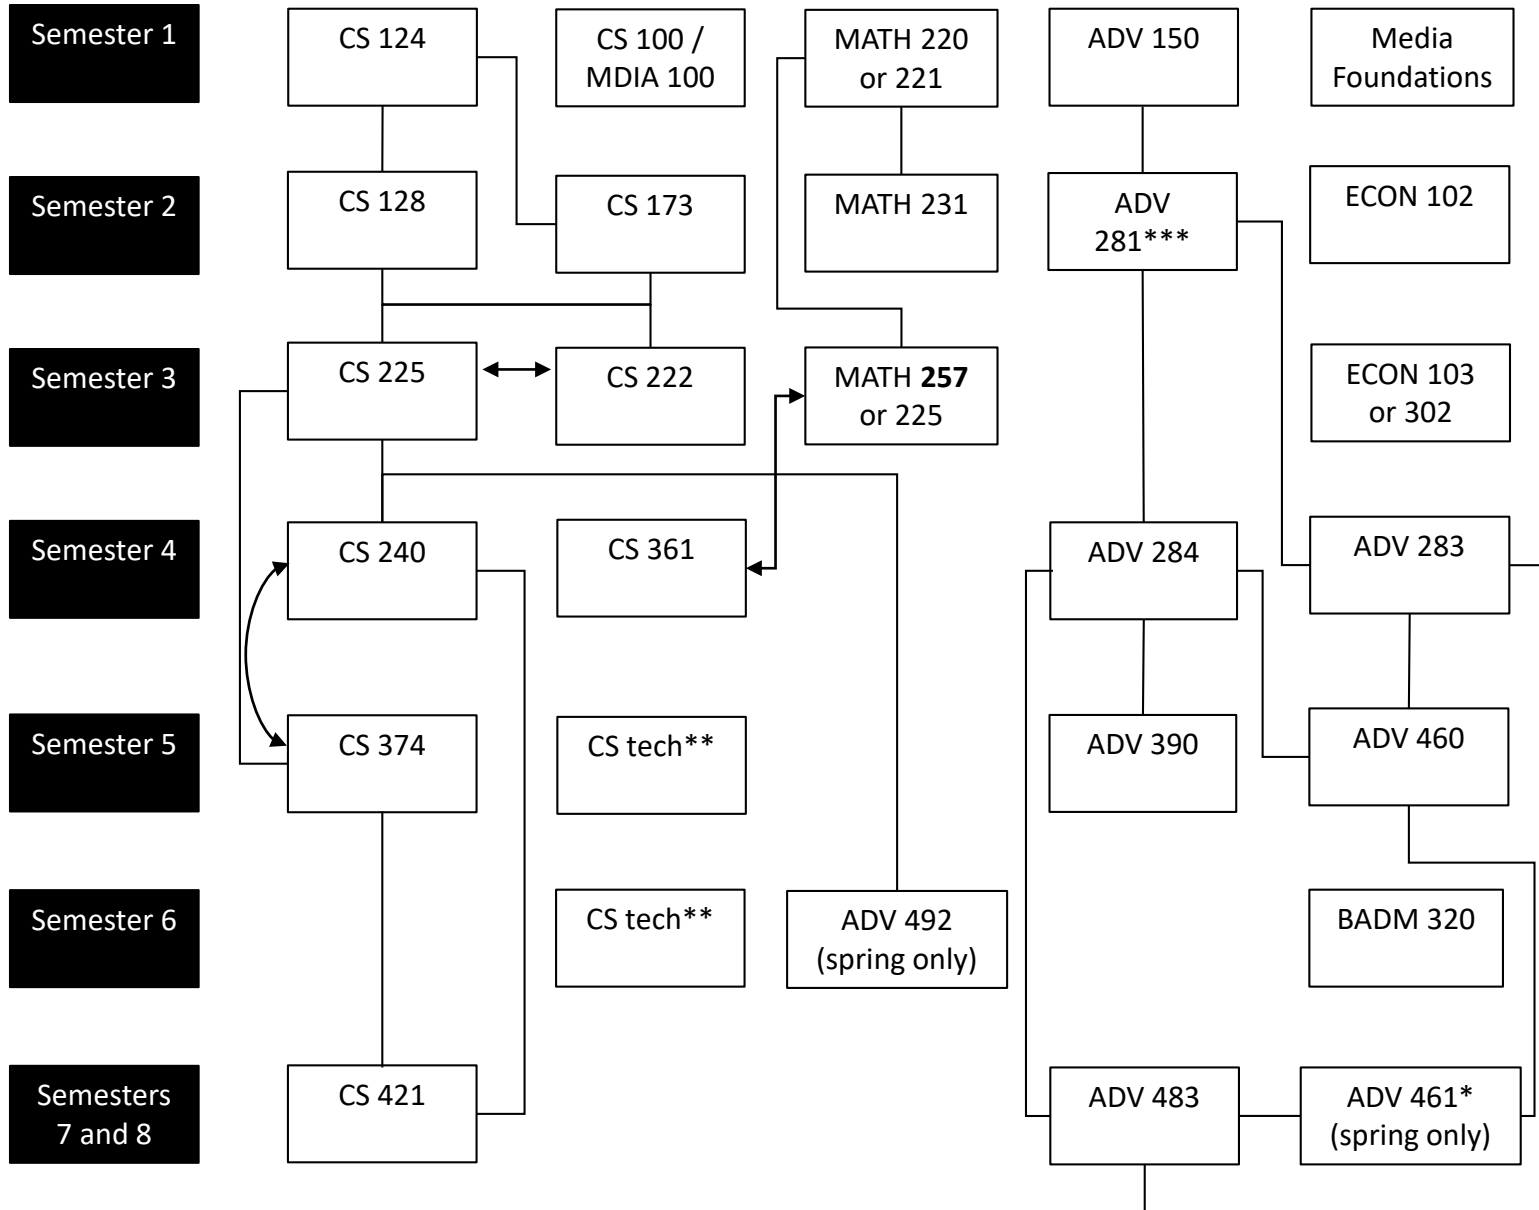 Semester 1
CS 124
CS 100 /
MDIA 100
MATH 220
or 221
ADV 150
Media
Foundations
Semester 2
CS 128
CS 173
MATH 231
ADV
281***
ECON 102
Semester 3
CS 225
CS 222
MATH 257
or 225
ECON 103
or 302
Semester 4
CS 240
CS 361
ADV 284
ADV 283
Semester 5
CS 374
CS tech**
ADV 390
ADV 460
Semester 6
CS tech**
ADV 492
(spring only)
BADM 320
Semesters
7 and 8
CS 421
ADV 483
ADV 461*
(spring only)